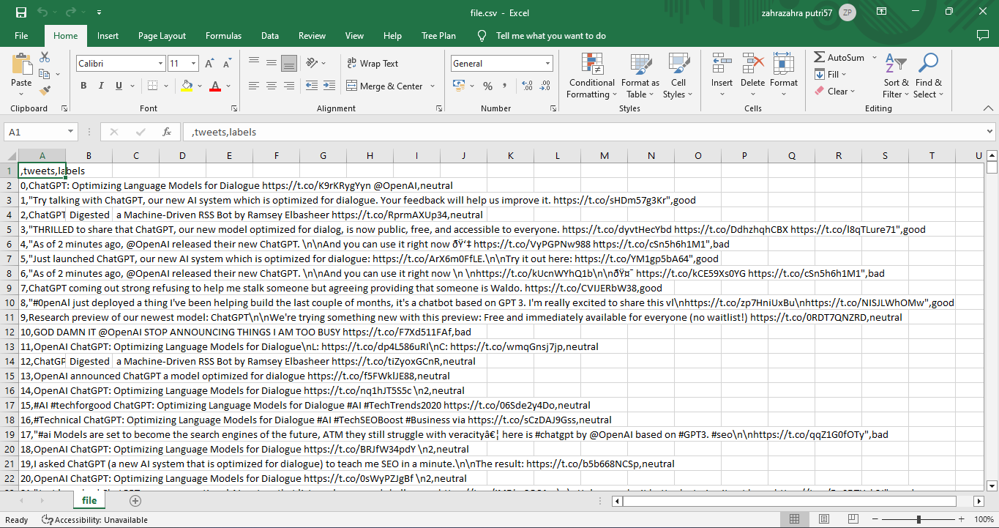 file.csv - Excel
zahrazahra putri57 ZP
File Home Insert Page Layout Formulas Data Review View Help Tree Plan Tell me what you want to do
Paste
Clipboard
Calibri 11 A A
B I U A
Font
ab Wrap Text
Merge & Center
Alignment
General
% ,
Number
Conditional Formatting
Format as Table
Cell Styles
Styles
Insert Delete Format
Cells
AutoSum
Fill
Clear
Sort & Filter
Find & Select
Editing
A1 fx ,tweets,labels
A B C D E F G H I J K L M N O P Q R S T U
1 ,tweets,labels
2 0,ChatGPT: Optimizing Language Models for Dialogue https://t.co/K9rKRygYyn @OpenAI,neutral
3 1,"Try talking with ChatGPT, our new AI system which is optimized for dialogue. Your feedback will help us improve it. https://t.co/sHDm57g3Kr",good
4 2,ChatGPT Digested a Machine-Driven RSS Bot by Ramsey Elbasheer https://t.co/RprmAXUp34,neutral
5 3,"THRILLED to share that ChatGPT, our new model optimized for dialog, is now public, free, and accessible to everyone. https://t.co/dyvtHecYbd https://t.co/DdhzhqhCBX https://t.co/l8qTLure71",good
6 4,"As of 2 minutes ago, @OpenAI released their new ChatGPT. \n\nAnd you can use it right now ðŸ‘‡ https://t.co/VyPGPNw988 https://t.co/cSn5h6h1M1",bad
7 5,"Just launched ChatGPT, our new AI system which is optimized for dialogue: https://t.co/ArX6m0FfLE.\n\nTry it out here: https://t.co/YM1gp5bA64",good
8 6,"As of 2 minutes ago, @OpenAI released their new ChatGPT. \n\nAnd you can use it right now \n \nhttps://t.co/kUcnWYhQ1b\n\nðŸ¤¯ https://t.co/kCE59Xs0YG https://t.co/cSn5h6h1M1",bad
9 7,ChatGPT coming out strong refusing to help me stalk someone but agreeing providing that someone is Waldo. https://t.co/CVIJERbW38,good
10 8,"#0penAl just deployed a thing I've been helping build the last couple of months, it's a chatbot based on GPT 3. I'm really excited to share this vl\nhttps://t.co/zp7HniUxBu\nhttps://t.co/NISJLWhOMw",good
11 9,Research preview of our newest model: ChatGPT\n\nWe're trying something new with this preview: Free and immediately available for everyone (no waitlist!) https://t.co/0RDT7QNZRD,neutral
12 10,GOD DAMN IT @OpenAI STOP ANNOUNCING THINGS I AM TOO BUSY https://t.co/F7Xd511FAf,bad
13 11,OpenAI ChatGPT: Optimizing Language Models for Dialogue\nL: https://t.co/dp4L586uRI\nC: https://t.co/wmqGnsj7jp,neutral
14 12,ChatGP Digested a Machine-Driven RSS Bot by Ramsey Elbasheer https://t.co/tiZyoxGCnR,neutral
15 13,OpenAI announced ChatGPT a model optimized for dialogue https://t.co/f5FWklJE88,neutral
16 14,OpenAI ChatGPT: Optimizing Language Models for Dialogue https://t.co/nq1hJT5S5c \n2,neutral
17 15,#AI #techforgood ChatGPT: Optimizing Language Models for Dialogue #AI #TechTrends2020 https://t.co/06Sde2y4Do,neutral
18 16,#Technical ChatGPT: Optimizing Language Models for Dialogue #AI #TechSEOBoost #Business via https://t.co/sCzDAJ9Gss,neutral
19 17,"#ai Models are set to become the search engines of the future, ATM they still struggle with veracityâ€¦ here is #chatgpt by @OpenAI based on #GPT3. #seo\n\nhttps://t.co/qqZ1G0fOTy",bad
20 18,OpenAI ChatGPT: Optimizing Language Models for Dialogue https://t.co/BRJfW34pdY \n2,neutral
21 19,I asked ChatGPT (a new AI system that is optimized for dialogue) to teach me SEO in a minute.\n\nThe result: https://t.co/b5b668NCSp,neutral
22 20,OpenAI ChatGPT: Optimizing Language Models for Dialogue https://t.co/0sWyPZJgBf \n2,neutral
file
Ready Accessibility: Unavailable 100%